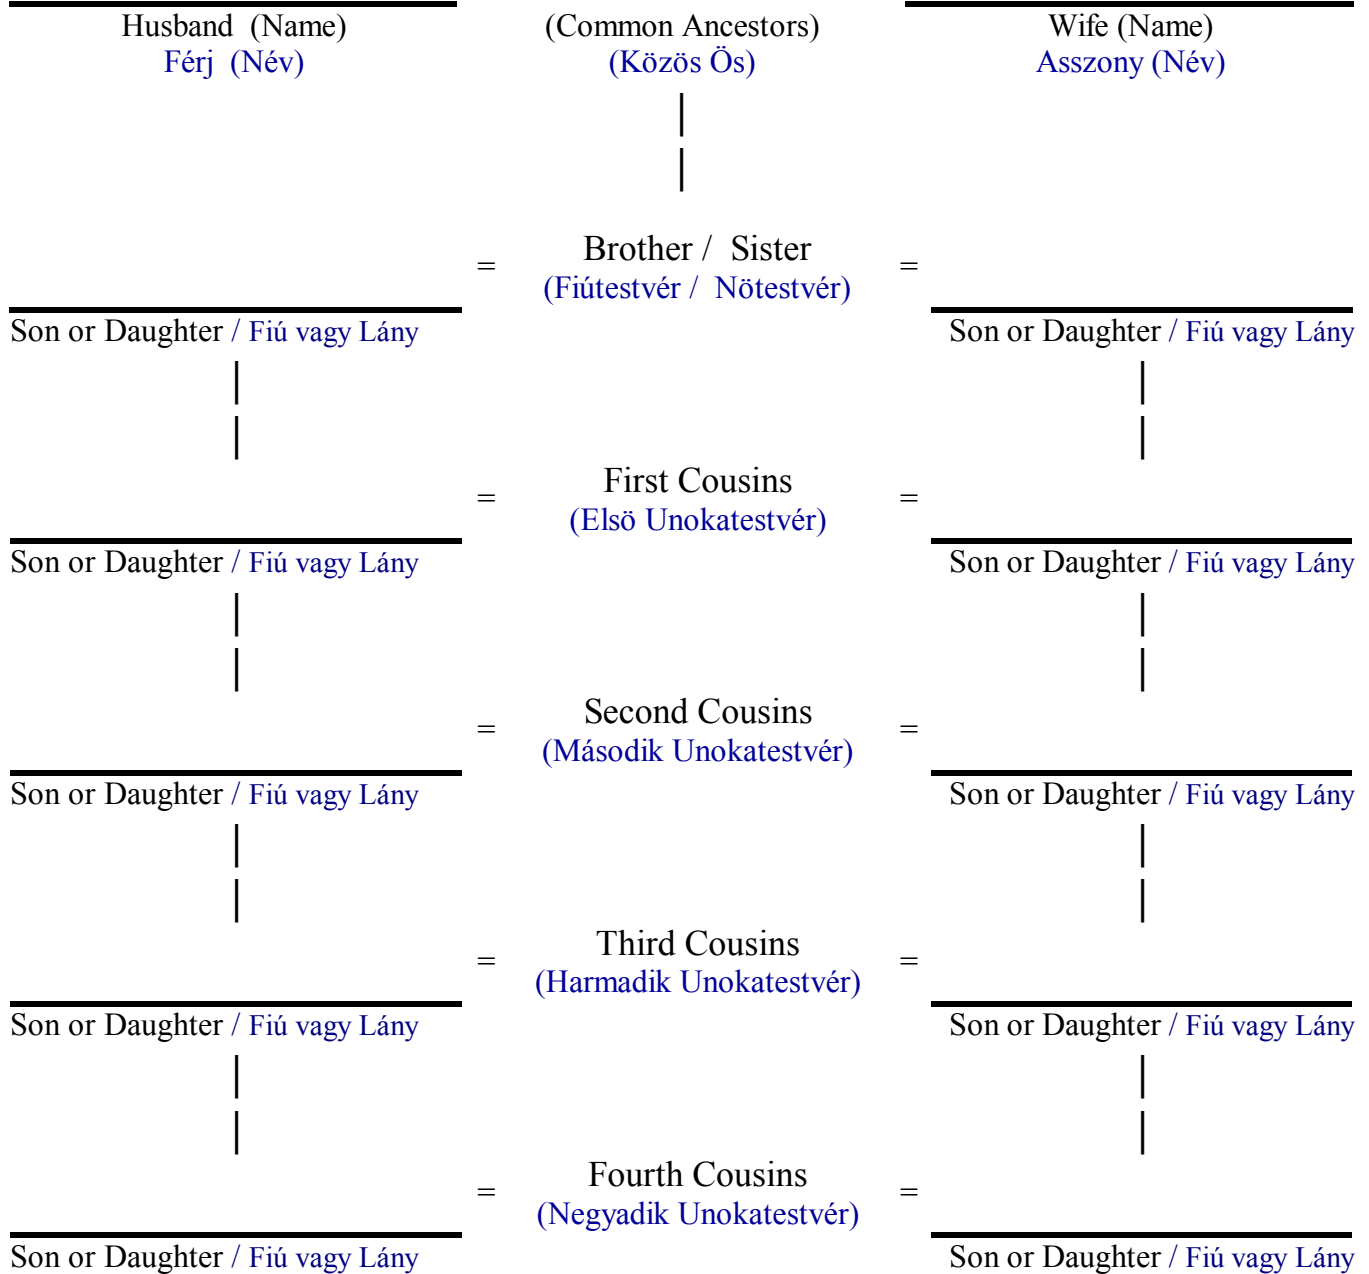 Husband  (Name) (Common Ancestors) Wife (Name)
Férj  (Név) (Közös Ös) Asszony (Név)
|
|
= Brother /  Sister =
(Fiútestvér /  Nötestvér)
Son or Daughter / Fiú vagy Lány Son or Daughter / Fiú vagy Lány
| |
| |
= First Cousins =
(Elsö Unokatestvér)
Son or Daughter / Fiú vagy Lány Son or Daughter / Fiú vagy Lány
| |
| |
= Second Cousins =
(Második Unokatestvér)
Son or Daughter / Fiú vagy Lány Son or Daughter / Fiú vagy Lány
| |
| |
= Third Cousins =
(Harmadik Unokatestvér)
Son or Daughter / Fiú vagy Lány Son or Daughter / Fiú vagy Lány
| |
| |
= Fourth Cousins =
(Negyadik Unokatestvér)
Son or Daughter / Fiú vagy Lány Son or Daughter / Fiú vagy Lány